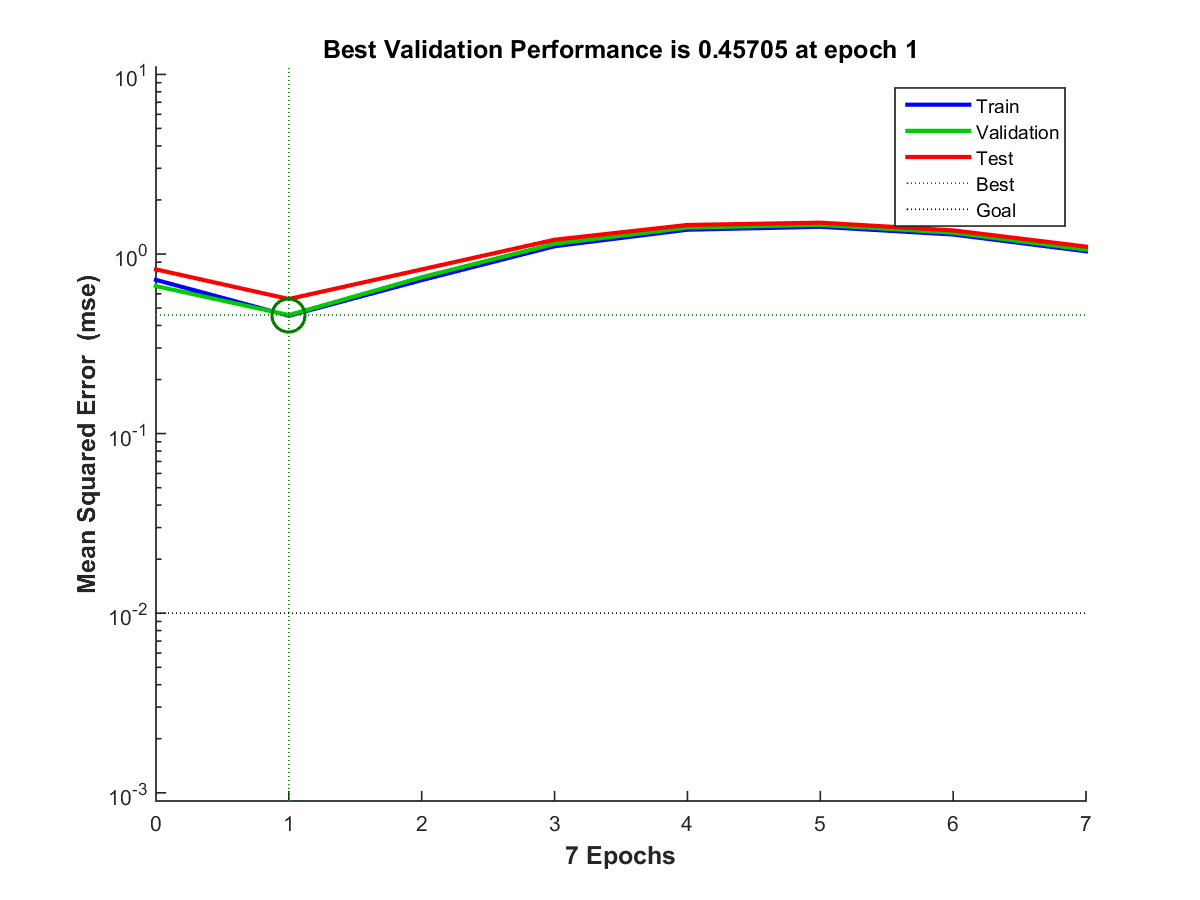 Best Validation Performance is 0.45705 at epoch 1
Train
Validation
Test
Best
Goal
Mean Squared Error (mse)
10^1
10^0
10^-1
10^-2
10^-3
0 1 2 3 4 5 6 7
7 Epochs